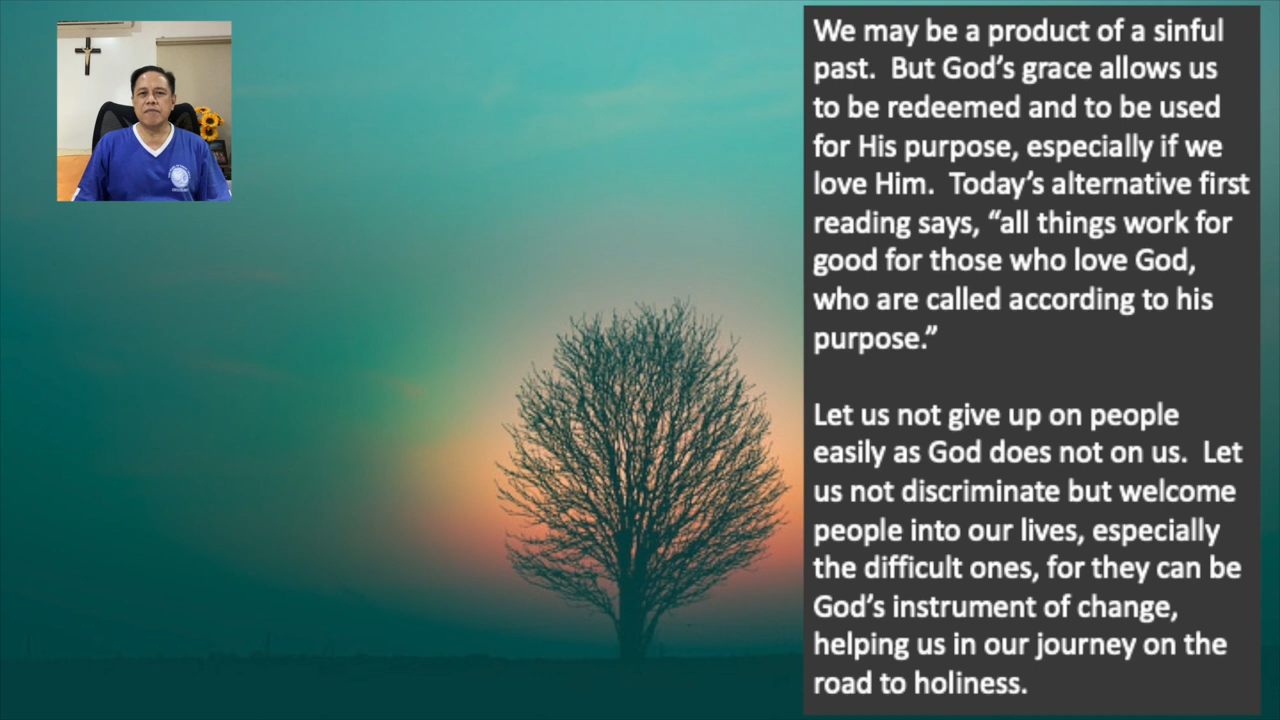 We may be a product of a sinful
past.  But God’s grace allows us
to be redeemed and to be used
for His purpose, especially if we
love Him.  Today’s alternative first
reading says, “all things work for
good for those who love God,
who are called according to his
purpose.”
Let us not give up on people
easily as God does not on us.  Let
us not discriminate but welcome
people into our lives, especially
the difficult ones, for they can be
God’s instrument of change,
helping us in our journey on the
road to holiness.